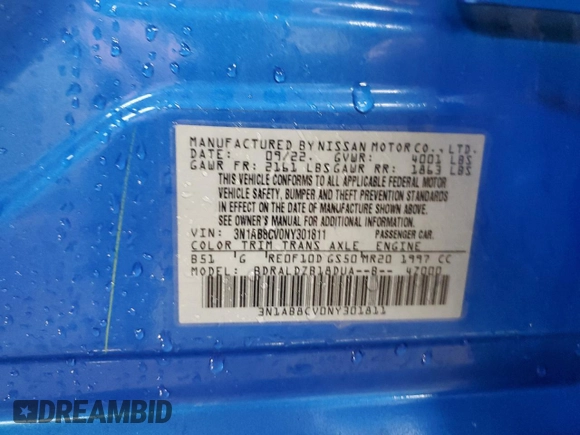 MANUFACTURED BY NISSAN MOTOR CO., LTD.
DATE: 09/22. GVWR: 4001 LBS
GAWR FR: 2161 LBS GAWR RR: 1863 LBS
THIS VEHICLE CONFORMS TO ALL APPLICABLE FEDERAL MOTOR
VEHICLE SAFETY, BUMPER AND THEFT PREVENTION STANDARDS
IN EFFECT ON THE DATE OF MANUFACTURE SHOWN ABOVE.
SEE OWNER'S MANUAL FOR ADDITIONAL INFORMATION.
VIN: 3N1AB8CV0NY301811 PASSENGER CAR.
COLOR TRIM TRANS AXLE ENGINE
B51 'G RE0F10D GS50 MR20 1997 CC
MODEL: BDRALDZB18DUA--B-- 4Z000
3N1AB8CV0NY301811
DREAMBID